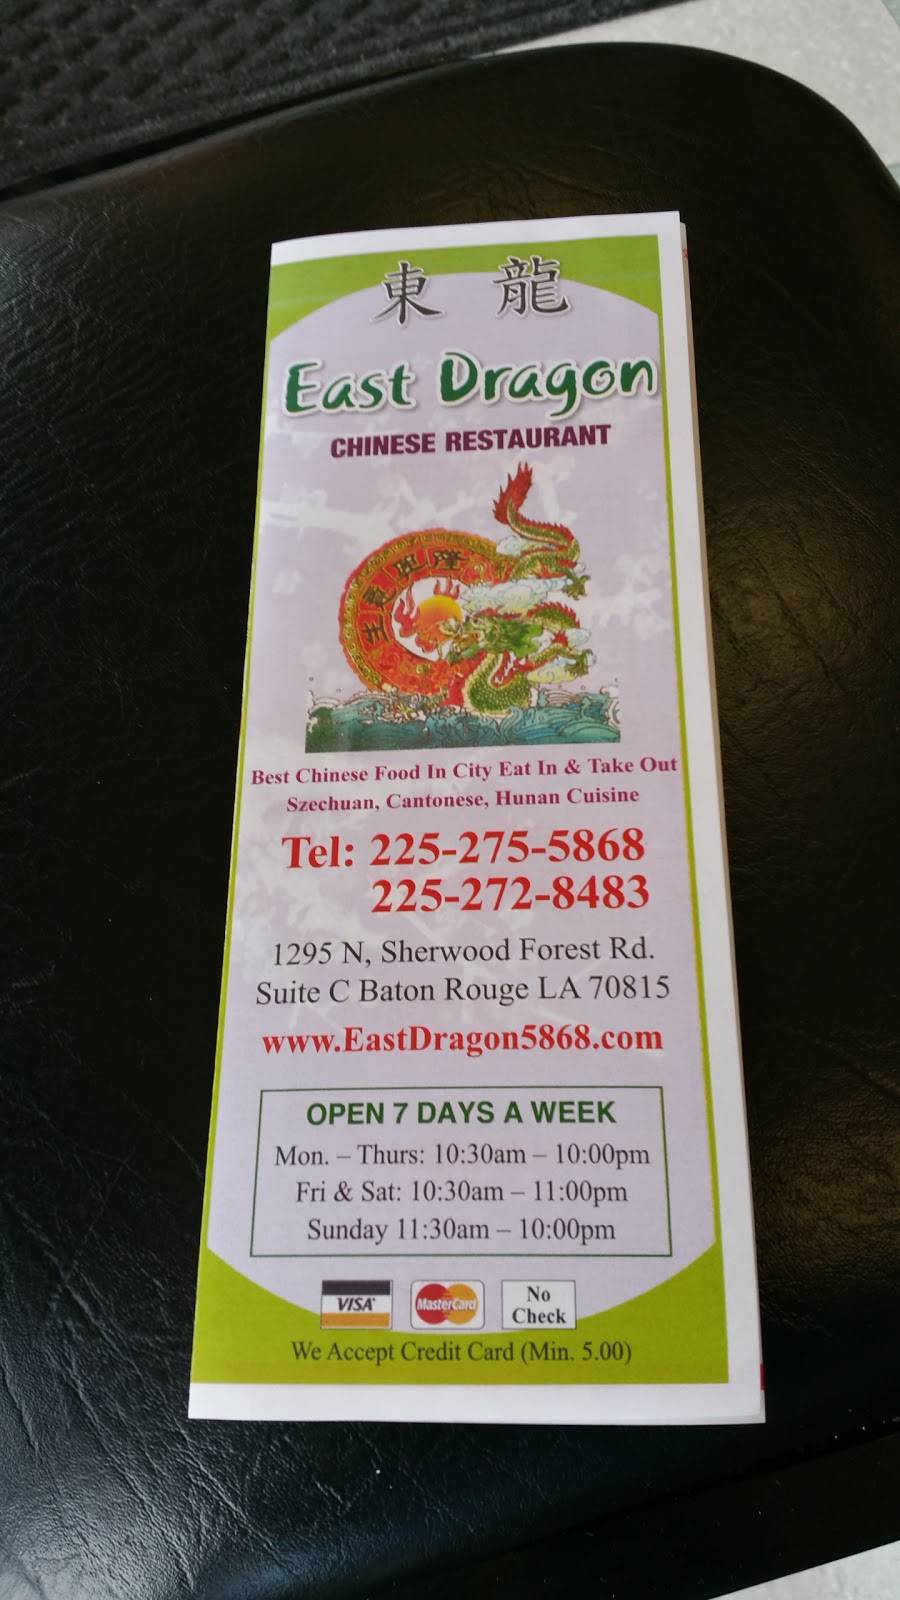 東 龍
East Dragon
CHINESE RESTAURANT
Best Chinese Food In City Eat In & Take Out
Szechuan, Cantonese, Hunan Cuisine
Tel: 225-275-5868
225-272-8483
1295 N, Sherwood Forest Rd.
Suite C Baton Rouge LA 70815
www.EastDragon5868.com
OPEN 7 DAYS A WEEK
Mon. – Thurs: 10:30am – 10:00pm
Fri & Sat: 10:30am – 11:00pm
Sunday 11:30am – 10:00pm
VISA MasterCard No
Check
We Accept Credit Card (Min. 5.00)